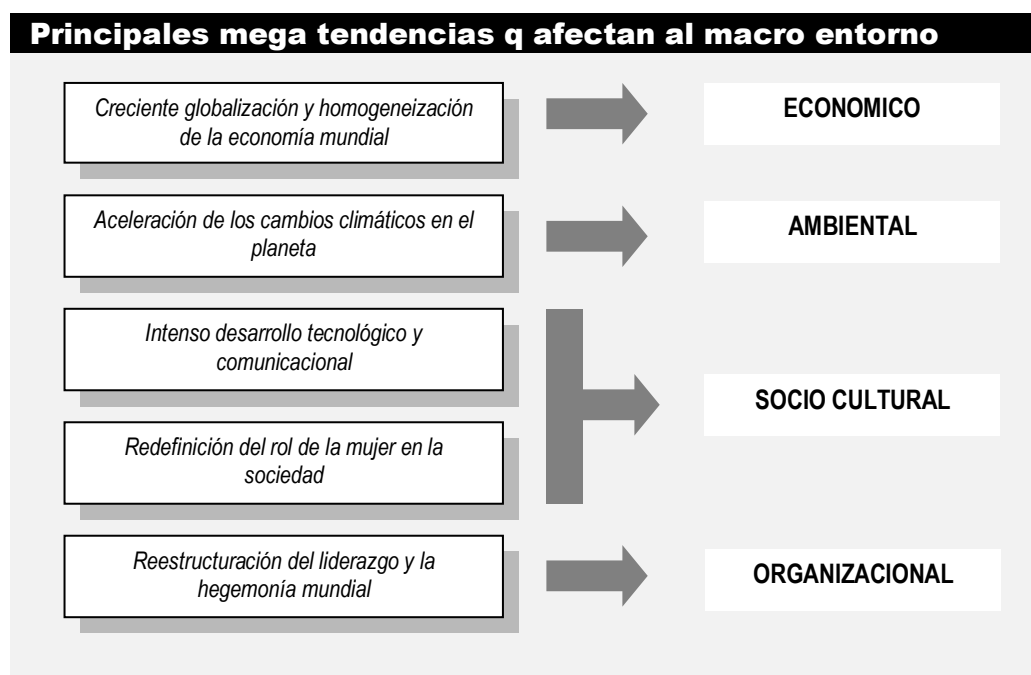 Principales mega tendencias q afectan al macro entorno
Creciente globalización y homogeneización
de la economía mundial
ECONOMICO
Aceleración de los cambios climáticos en el
planeta
AMBIENTAL
Intenso desarrollo tecnológico y
comunicacional
Redefinición del rol de la mujer en la
sociedad
SOCIO CULTURAL
Reestructuración del liderazgo y la
hegemonía mundial
ORGANIZACIONAL